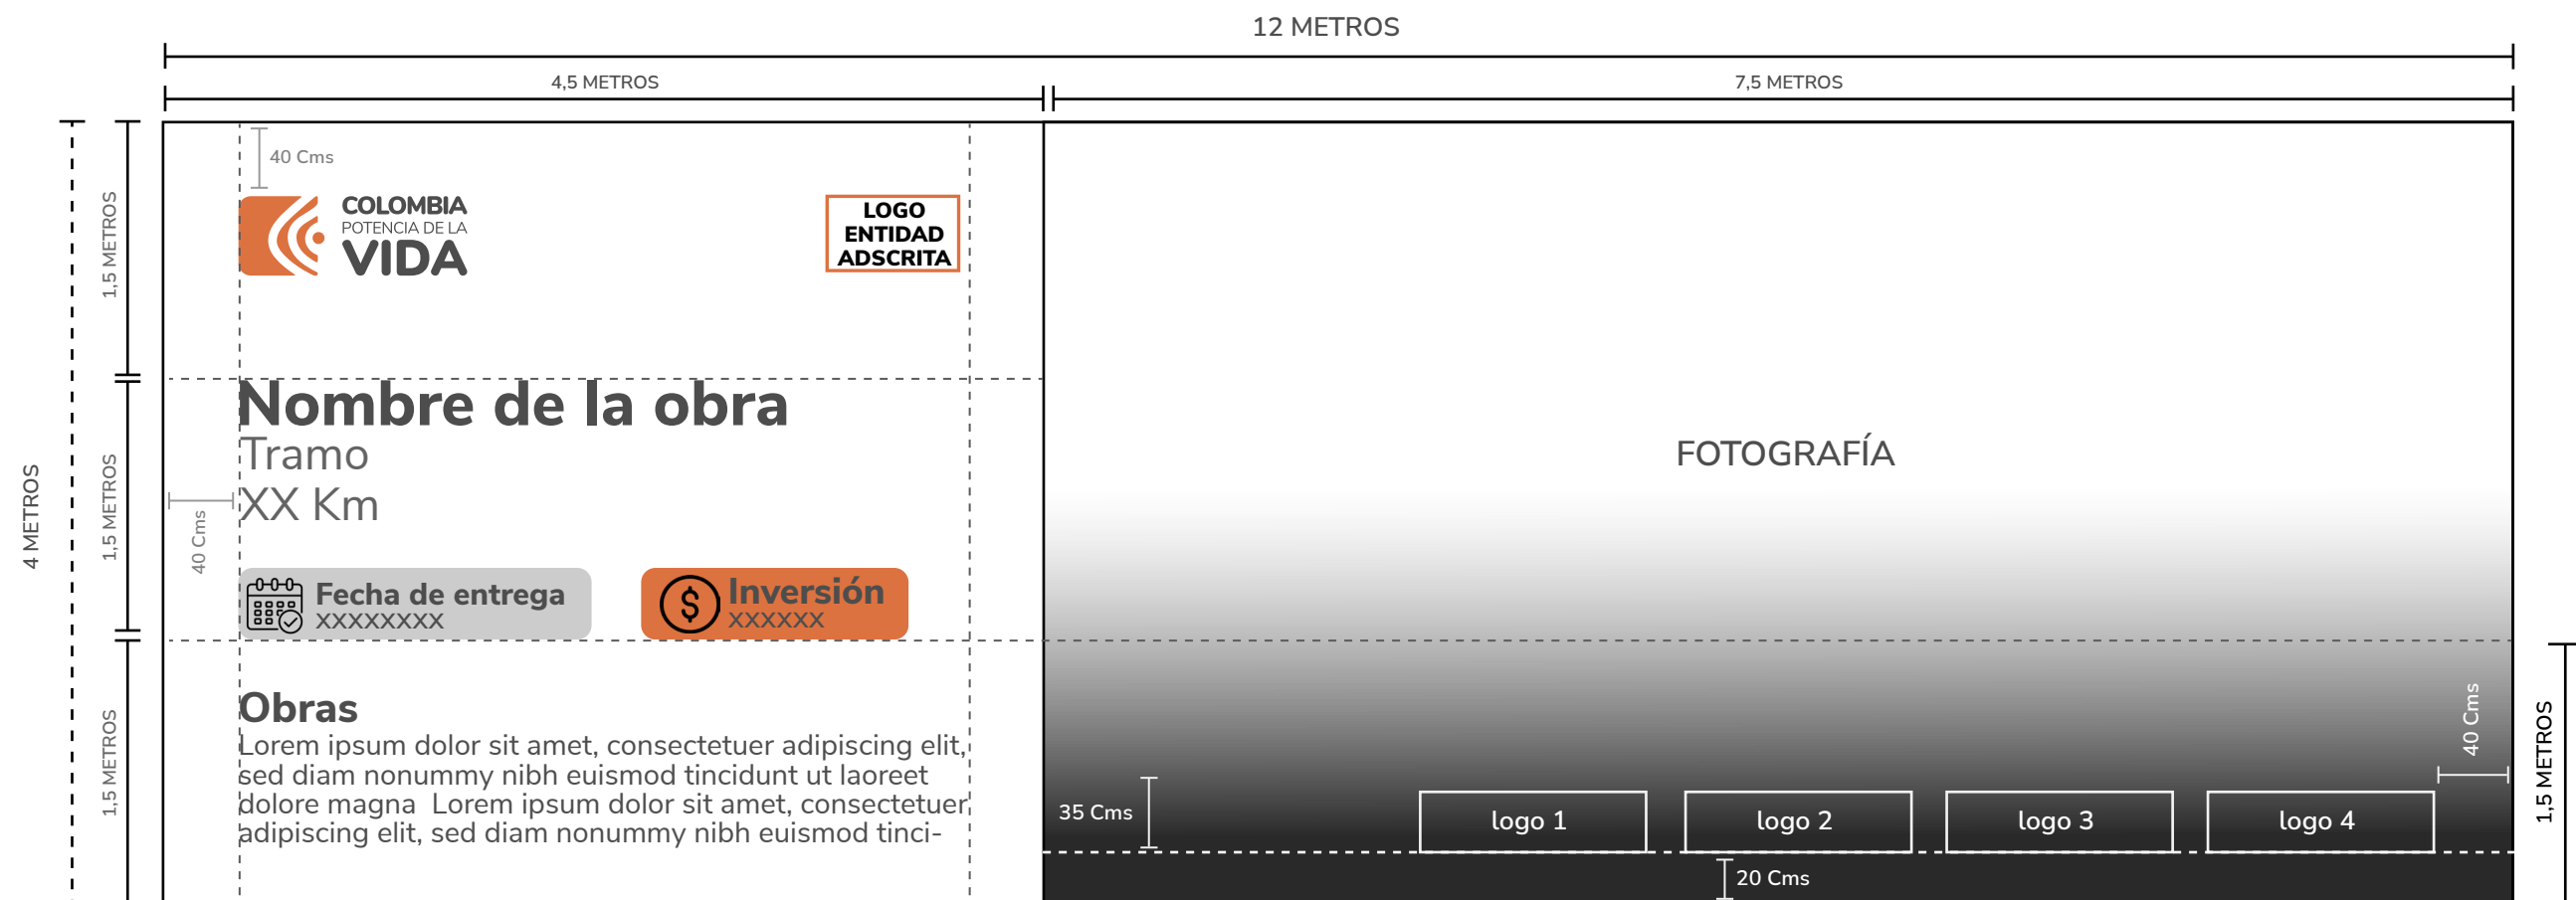 12 METROS
4,5 METROS
7,5 METROS
4 METROS
1,5 METROS
40 Cms
COLOMBIA
POTENCIA DE LA
VIDA
LOGO
ENTIDAD
ADSCRITA
1,5 METROS
Nombre de la obra
Tramo
XX Km
40 Cms
Fecha de entrega
XXXXXXXX
$
Inversión
XXXXXX
1,5 METROS
Obras
Lorem ipsum dolor sit amet, consectetuer adipiscing elit,
sed diam nonummy nibh euismod tincidunt ut laoreet
dolore magna  Lorem ipsum dolor sit amet, consectetuer
adipiscing elit, sed diam nonummy nibh euismod tinci-
FOTOGRAFÍA
40 Cms
1,5 METROS
35 Cms
logo 1
logo 2
logo 3
logo 4
20 Cms